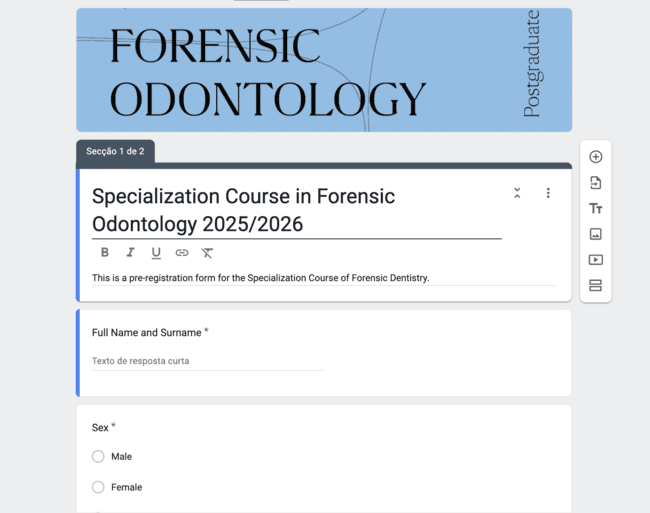 FORENSIC
ODONTOLOGY
Postgraduate
Secção 1 de 2
Specialization Course in Forensic
Odontology 2025/2026
B I U
This is a pre-registration form for the Specialization Course of Forensic Dentistry.
Full Name and Surname *
Texto de resposta curta
Sex *
Male
Female